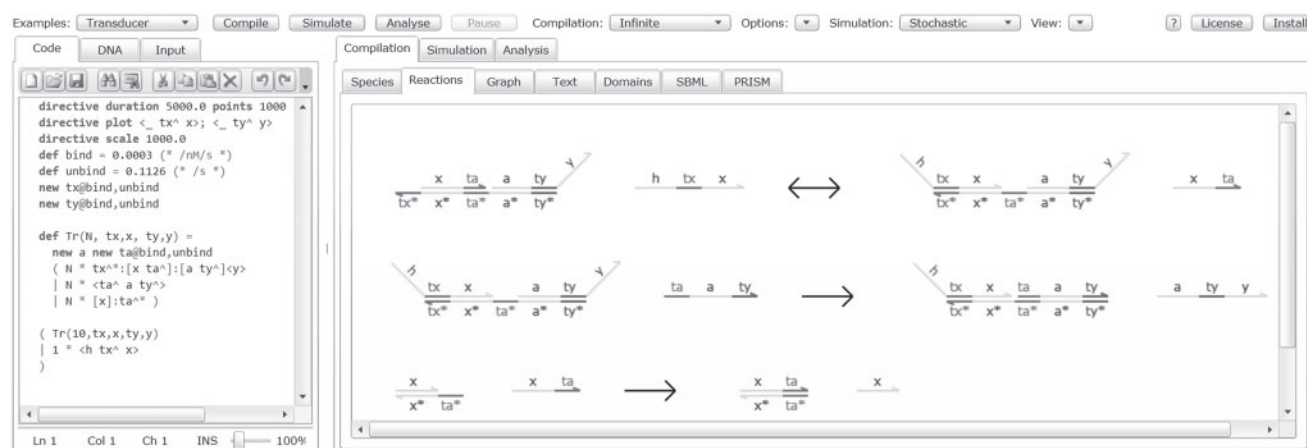 Examples: Transducer Compile Simulate Analyse Pause Compilation: Infinite Options: Simulation: Stochastic View: ? License Install
Code DNA Input
Compilation Simulation Analysis
Species Reactions Graph Text Domains SBML PRISM
directive duration 5000.0 points 1000
directive plot <_ tx^ x>; <_ ty^ y>
directive scale 1000.0
def bind = 0.0003 (* /nM/s *)
def unbind = 0.1126 (* /s *)
new tx@bind,unbind
new ty@bind,unbind
def Tr(N, tx,x, ty,y) =
new a new ta@bind,unbind
( N * tx^*:[x ta^]:[a ty^]<y>
| N * <ta^ a ty^>
| N * [x]:ta^* )
( Tr(10,tx,x,ty,y)
| 1 * <h tx^ x>
)
Ln 1 Col 1 Ch 1 INS 100%
y h y
x ta a ty h tx x tx x a ty x ta
tx* x* ta* a* ty* tx* x* ta* a* ty*
h y h
tx x a ty ta a ty tx x ta a ty a ty y
tx* x* ta* a* ty* tx* x* ta* a* ty*
x x ta x ta x
x* ta* x* ta*